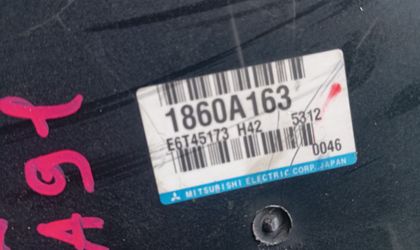 1860A163
E6T45173 H42 5312
0046
MITSUBISHI ELECTRIC CORP. JAPAN